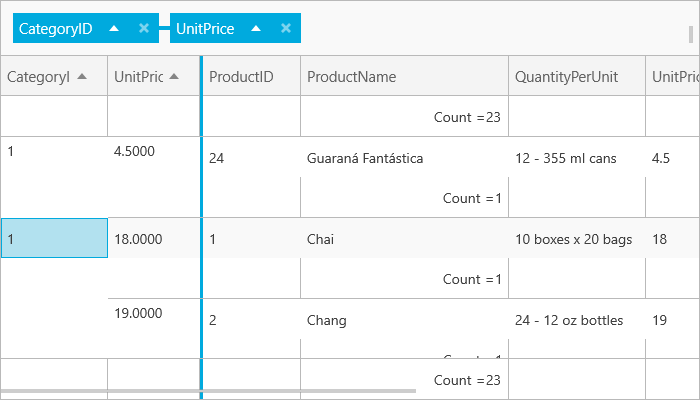 CategoryID UnitPrice
CategoryI UnitPric ProductID ProductName QuantityPerUnit UnitPric
Count =23
1 4.5000 24 Guaraná Fantástica 12 - 355 ml cans 4.5
Count =1
1 18.0000 1 Chai 10 boxes x 20 bags 18
Count =1
19.0000 2 Chang 24 - 12 oz bottles 19
Count =1
Count =23